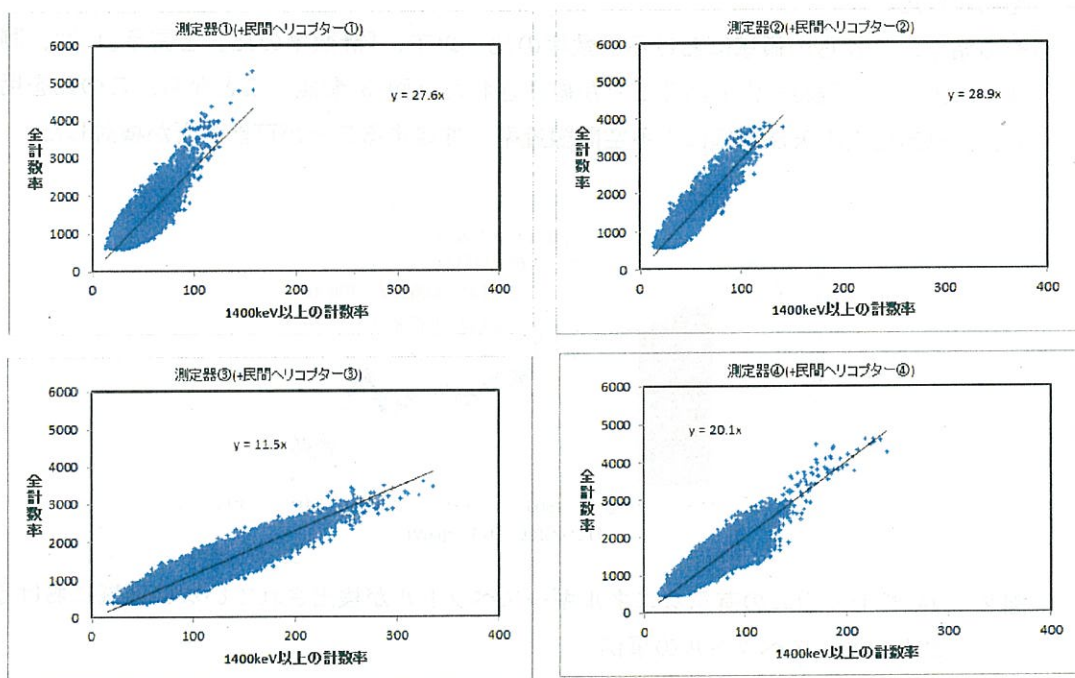 測定器①(+民間ヘリコプター①)
y = 27.6x
全計数率
6000
5000
4000
3000
2000
1000
0
0 100 200 300 400
1400keV以上の計数率
測定器②(+民間ヘリコプター②)
y = 28.9x
全計数率
6000
5000
4000
3000
2000
1000
0
0 100 200 300 400
1400keV以上の計数率
測定器③(+民間ヘリコプター③)
y = 11.5x
全計数率
6000
5000
4000
3000
2000
1000
0
0 100 200 300 400
1400keV以上の計数率
測定器④(+民間ヘリコプター④)
y = 20.1x
全計数率
6000
5000
4000
3000
2000
1000
0
0 100 200 300 400
1400keV以上の計数率